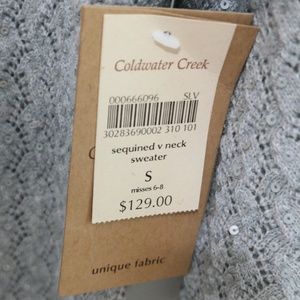 Coldwater Creek
000666096 SLV
30283690002 310 101
sequined v neck
sweater
S
misses 6-8
$129.00
unique fabric